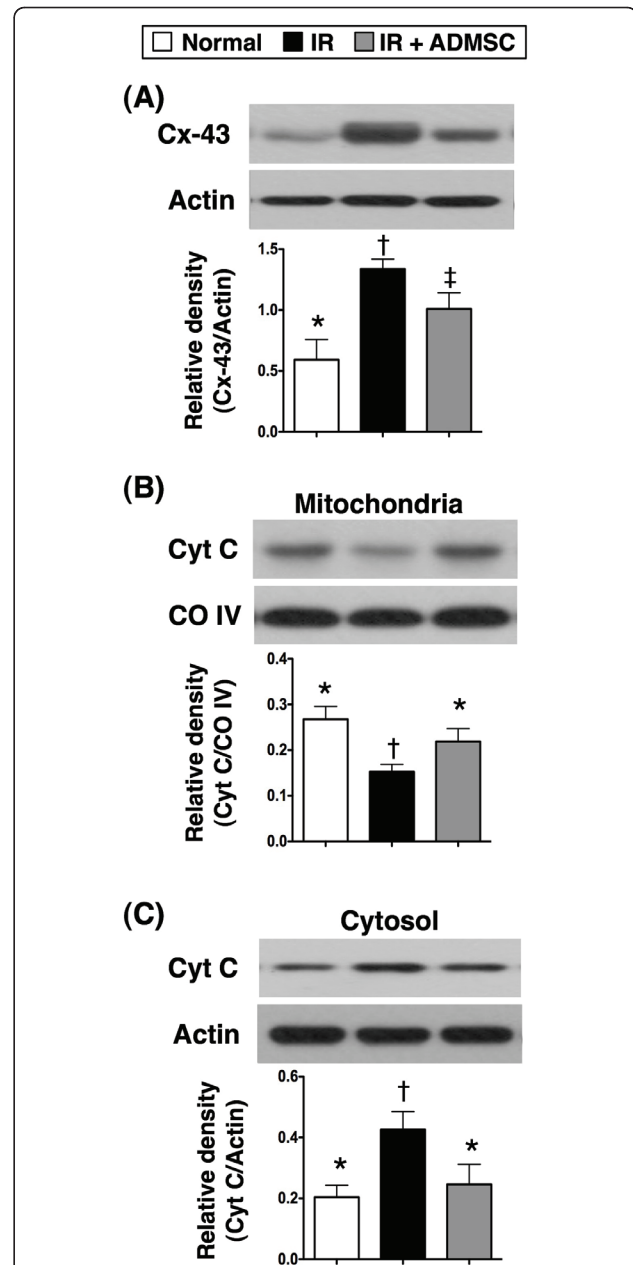 Normal IR IR + ADMSC
(A)
Cx-43
Actin
Relative density
(Cx-43/Actin)
1.5
1.0
0.5
0.0
* † ‡
(B)
Mitochondria
Cyt C
CO IV
Relative density
(Cyt C/CO IV)
0.4
0.3
0.2
0.1
0.0
* † *
(C)
Cytosol
Cyt C
Actin
Relative density
(Cyt C/Actin)
0.6
0.4
0.2
0.0
* † *